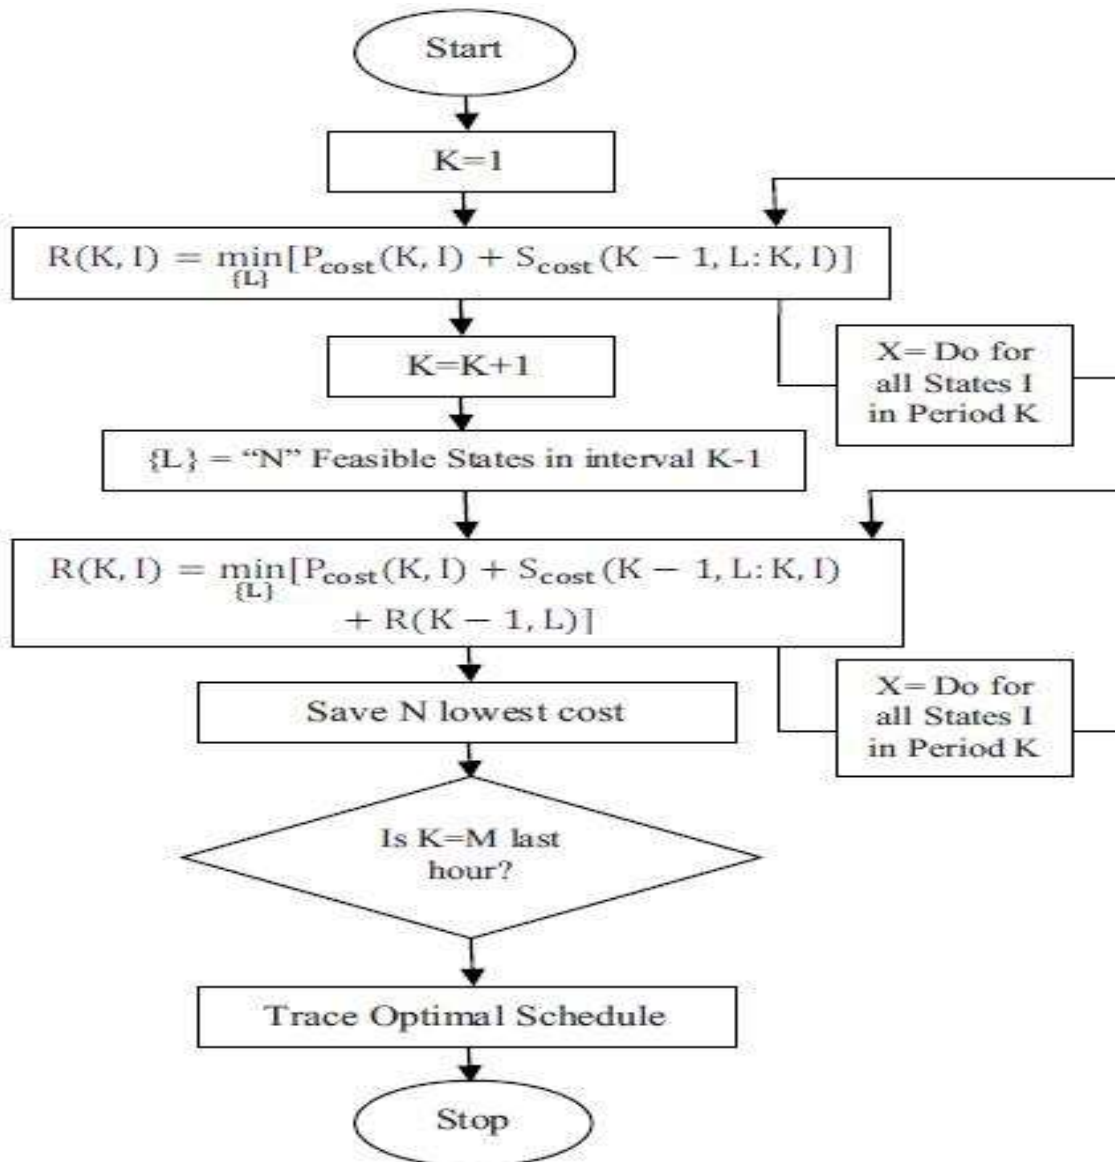 Start
K=1
R(K, I) = min[P_cost(K, I) + S_cost(K − 1, L: K, I)]
{L}
K=K+1
X= Do for
all States I
in Period K
{L} = “N” Feasible States in interval K-1
R(K, I) = min[P_cost(K, I) + S_cost(K − 1, L: K, I)
{L}
+ R(K − 1, L)]
Save N lowest cost
X= Do for
all States I
in Period K
Is K=M last
hour?
Trace Optimal Schedule
Stop